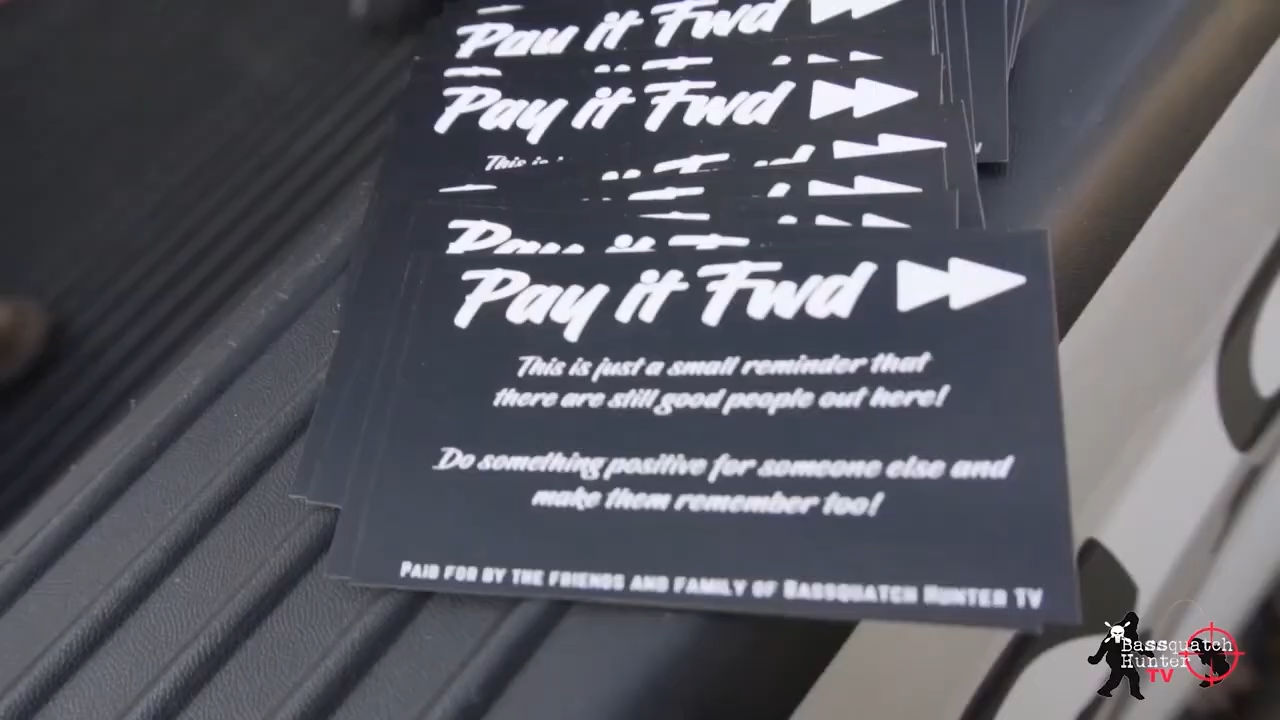 Pay it Fwd
Pay it Fwd
This is
Pay it Fwd
This is just a small reminder that
there are still good people out here!
Do something positive for someone else and
make them remember too!
PAID FOR BY THE FRIENDS AND FAMILY OF BASSQUATCH HUNTER TV
Bassquatch
Hunter
TV